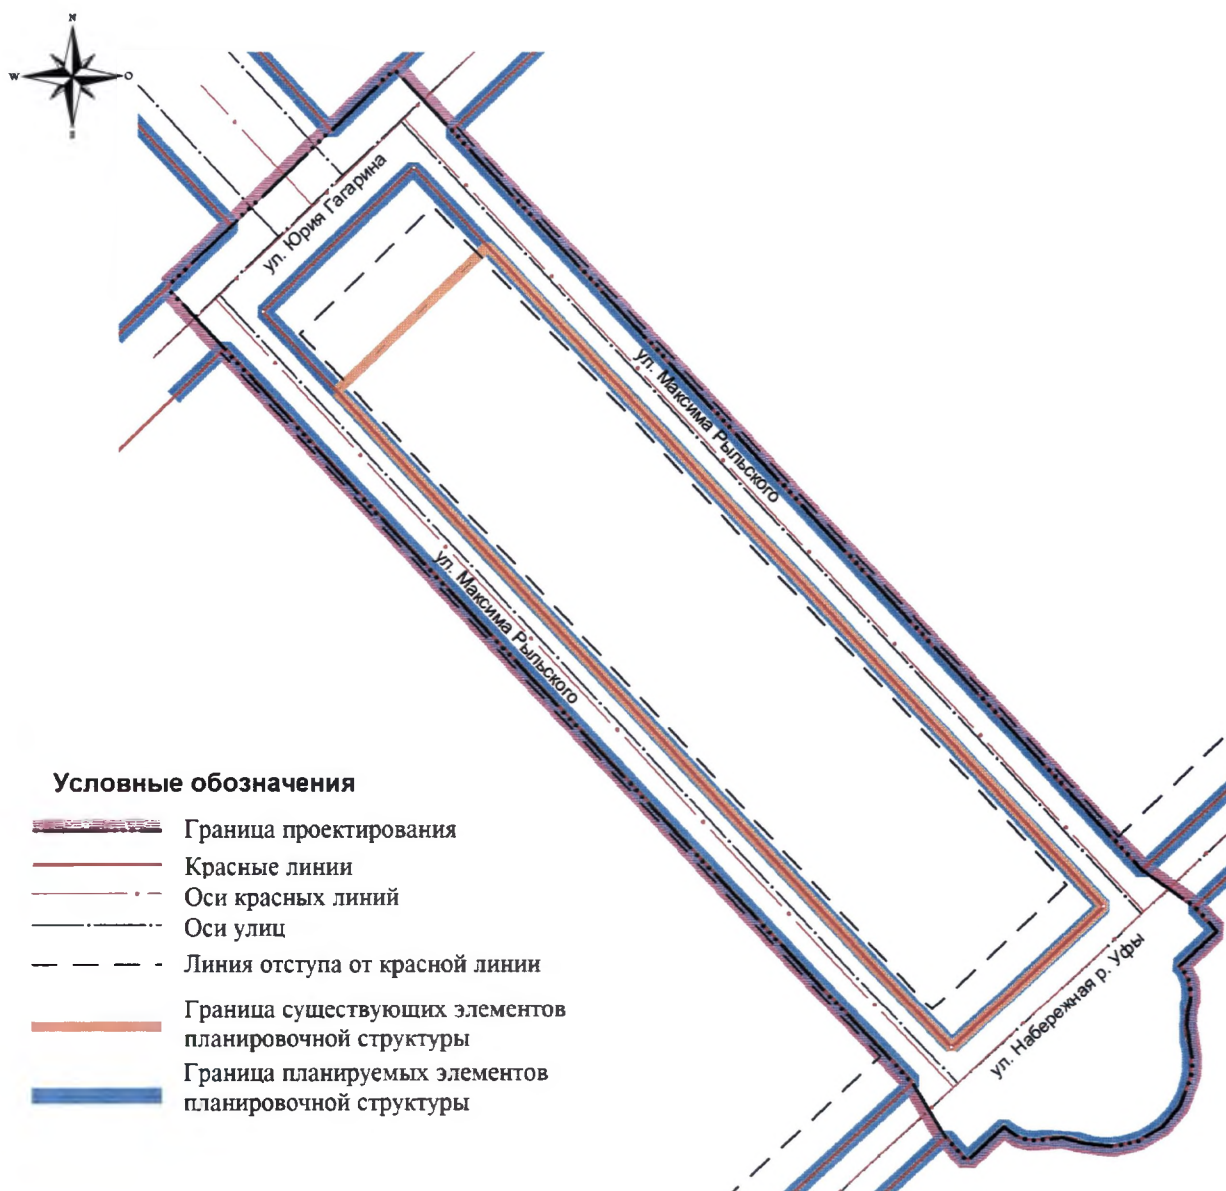 N
W
O
S
ул. Юрия Гагарина
ул. Максима Рыльского
ул. Максима Рыльского
ул. Набережная р. Уфы
Условные обозначения
Граница проектирования
Красные линии
Оси красных линий
Оси улиц
Линия отступа от красной линии
Граница существующих элементов
планировочной структуры
Граница планируемых элементов
планировочной структуры